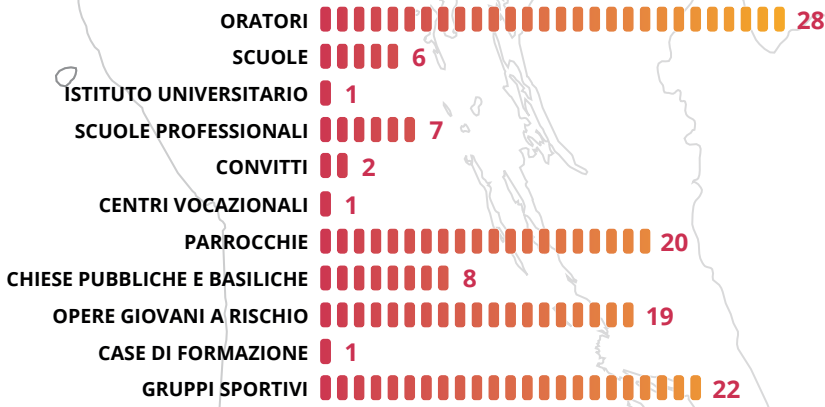 ORATORI 28
SCUOLE 6
ISTITUTO UNIVERSITARIO 1
SCUOLE PROFESSIONALI 7
CONVITTI 2
CENTRI VOCAZIONALI 1
PARROCCHIE 20
CHIESE PUBBLICHE E BASILICHE 8
OPERE GIOVANI A RISCHIO 19
CASE DI FORMAZIONE 1
GRUPPI SPORTIVI 22